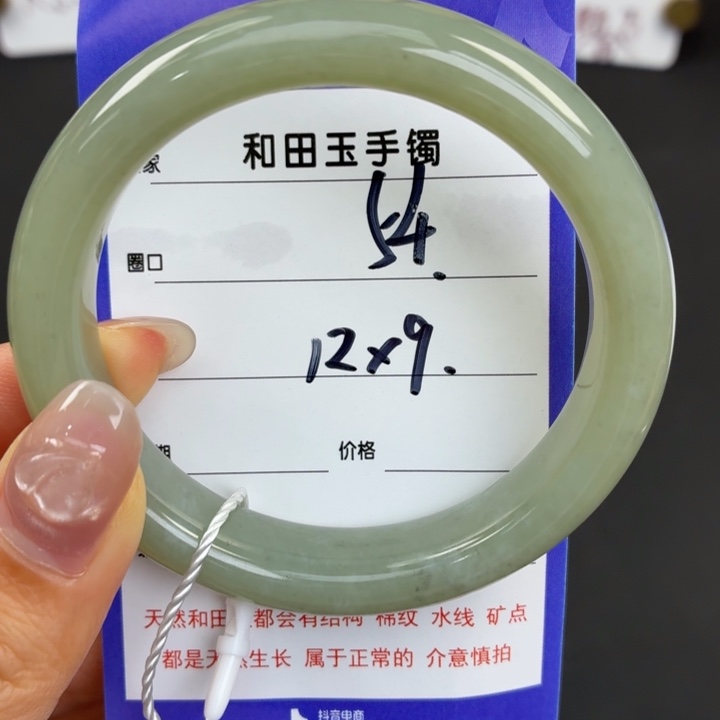 家
和田玉手镯
54.
圈口
12x9.
期 价格
天然和田 都会有结构 棉纹 水线 矿点
都是天然生长 属于正常的 介意慎拍
抖音电商